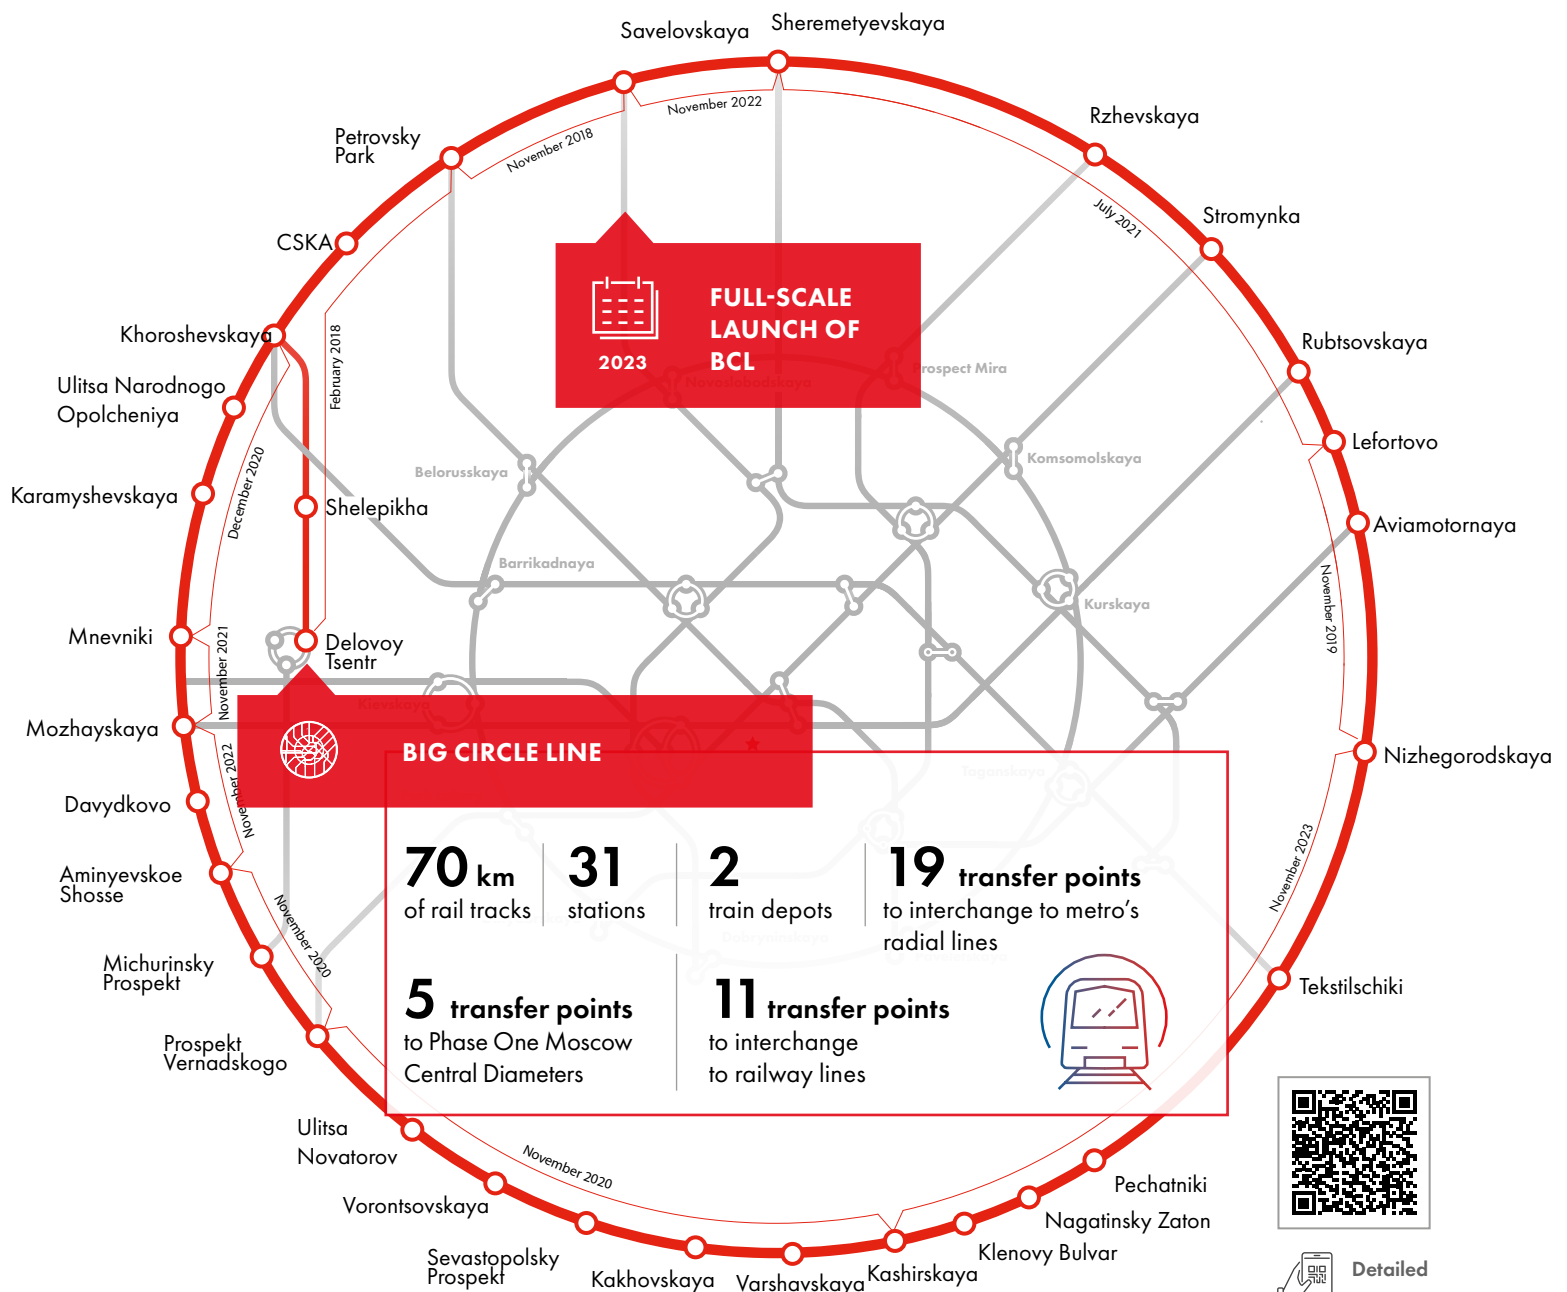 Savelovskaya
Sheremetyevskaya
November 2022
Rzhevskaya
Petrovsky
Park
November 2018
July 2021
Stromynka
CSKA
FULL-SCALE
LAUNCH OF
BCL
2023
Khoroshevskaya
February 2018
Rubtsovskaya
Novoslobodskaya
Prospect Mira
Ulitsa Narodnogo
Opolcheniya
Lefortovo
Belorusskaya
Komsomolskaya
December 2020
Karamyshevskaya
Shelepikha
Aviamotornaya
Barrikadnaya
November 2019
Kurskaya
Mnevniki
Delovoy
Tsentr
November 2021
Kievskaya
Mozhayskaya
BIG CIRCLE LINE
Nizhegorodskaya
Taganskaya
November 2022
Davydkovo
Aminyevskoe
Shosse
70 km
of rail tracks
31
stations
2
train depots
19 transfer points
to interchange to metro's
radial lines
November 2023
Dobryninskaya
November 2020
Michurinsky
Prospekt
5 transfer points
to Phase One Moscow
Central Diameters
11 transfer points
to interchange
to railway lines
Tekstilschiki
Prospekt
Vernadskogo
Ulitsa
Novatorov
November 2020
Vorontsovskaya
Sevastopolsky
Prospekt
Kakhovskaya
Varshavskaya
Kashirskaya
Klenovy Bulvar
Nagatinsky Zaton
Pechatniki
Detailed